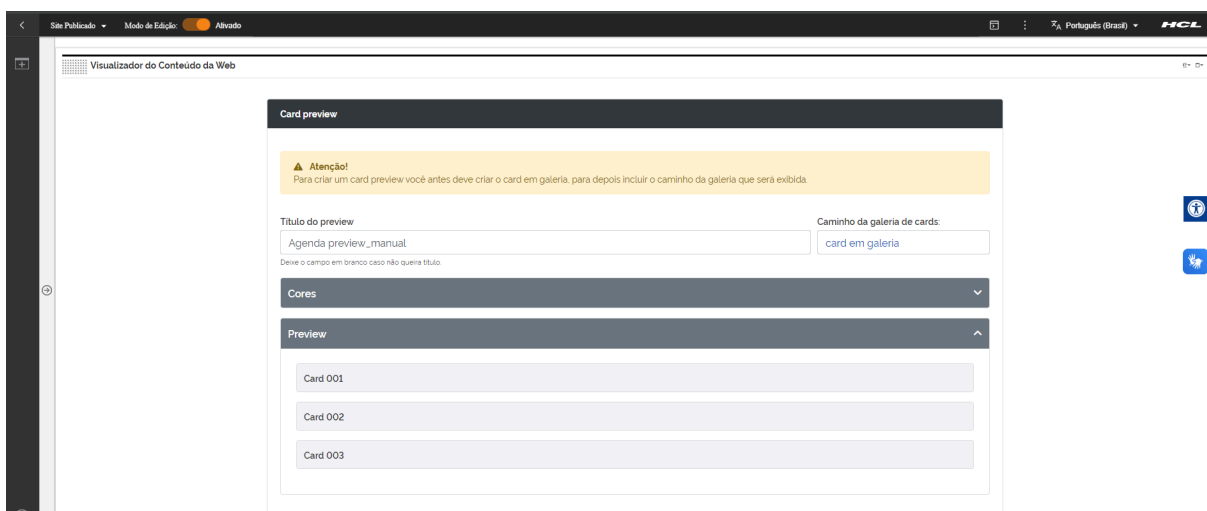 Site Publicado Modo de Edição: Ativado Português (Brasil) HCL
Visualizador do Conteúdo da Web
Card preview
Atenção!
Para criar um card preview você antes deve criar o card em galeria, para depois incluir o caminho da galeria que será exibida.
Título do preview Caminho da galeria de cards:
Agenda preview_manual card em galeria
Deixe o campo em branco caso não queira título.
Cores
Preview
Card 001
Card 002
Card 003